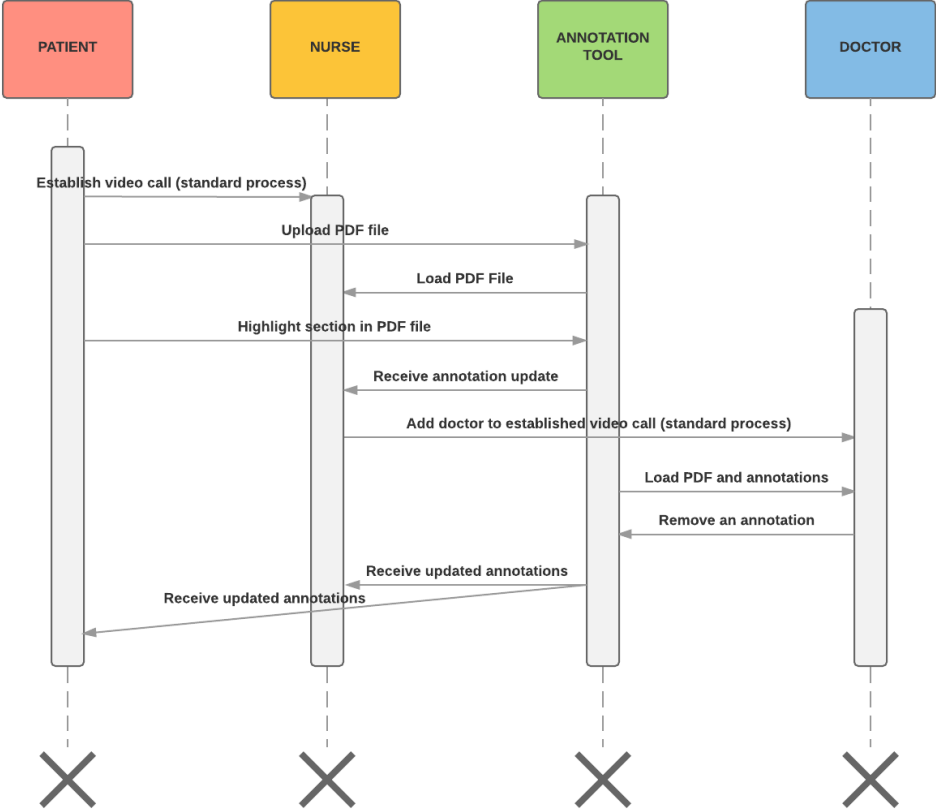 PATIENT
NURSE
ANNOTATION
TOOL
DOCTOR
Establish video call (standard process)
Upload PDF file
Load PDF File
Highlight section in PDF file
Receive annotation update
Add doctor to established video call (standard process)
Load PDF and annotations
Remove an annotation
Receive updated annotations
Receive updated annotations